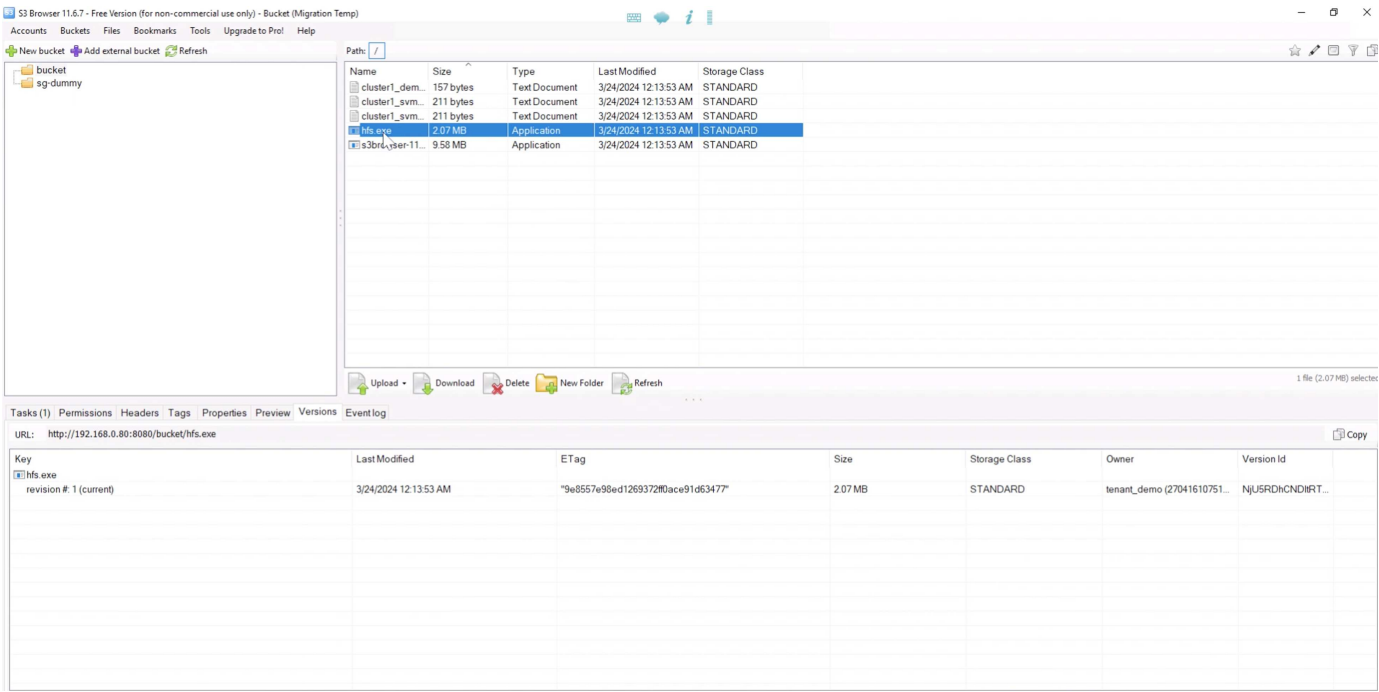 S3 Browser 11.6.7 - Free Version (for non-commercial use only) - Bucket (Migration Temp)
Accounts Buckets Files Bookmarks Tools Upgrade to Pro! Help
New bucket Add external bucket Refresh
Path: /
bucket
sg-dummy
Name Size Type Last Modified Storage Class
cluster1_dem... 157 bytes Text Document 3/24/2024 12:13:53 AM STANDARD
cluster1_svm... 211 bytes Text Document 3/24/2024 12:13:53 AM STANDARD
cluster1_svm... 211 bytes Text Document 3/24/2024 12:13:53 AM STANDARD
hfs.exe 2.07 MB Application 3/24/2024 12:13:53 AM STANDARD
s3browser-11... 9.58 MB Application 3/24/2024 12:13:53 AM STANDARD
Upload Download Delete New Folder Refresh
1 file (2.07 MB) selected
Tasks (1) Permissions Headers Tags Properties Preview Versions Event log
URL: http://192.168.0.80:8080/bucket/hfs.exe Copy
Key Last Modified ETag Size Storage Class Owner Version Id
hfs.exe
revision #: 1 (current) 3/24/2024 12:13:53 AM "9e8557e98ed1269372ff0ace91d63477" 2.07 MB STANDARD tenant_demo (27041610751...